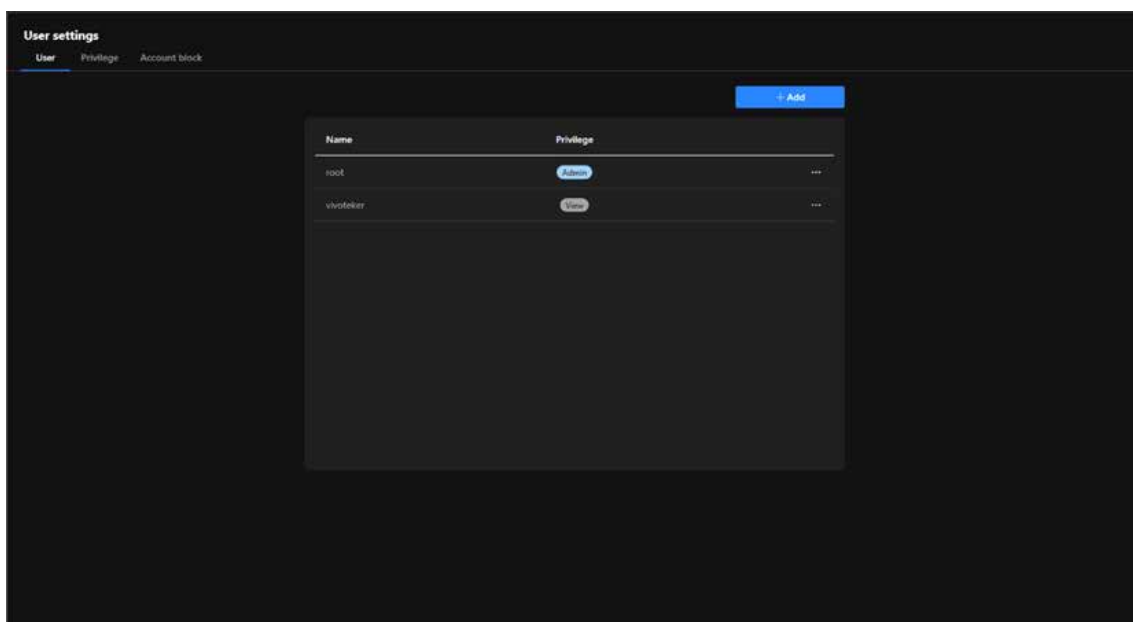 User settings
User Privilege Account block
+ Add
Name Privilege
root Admin ...
vivoteker View ...